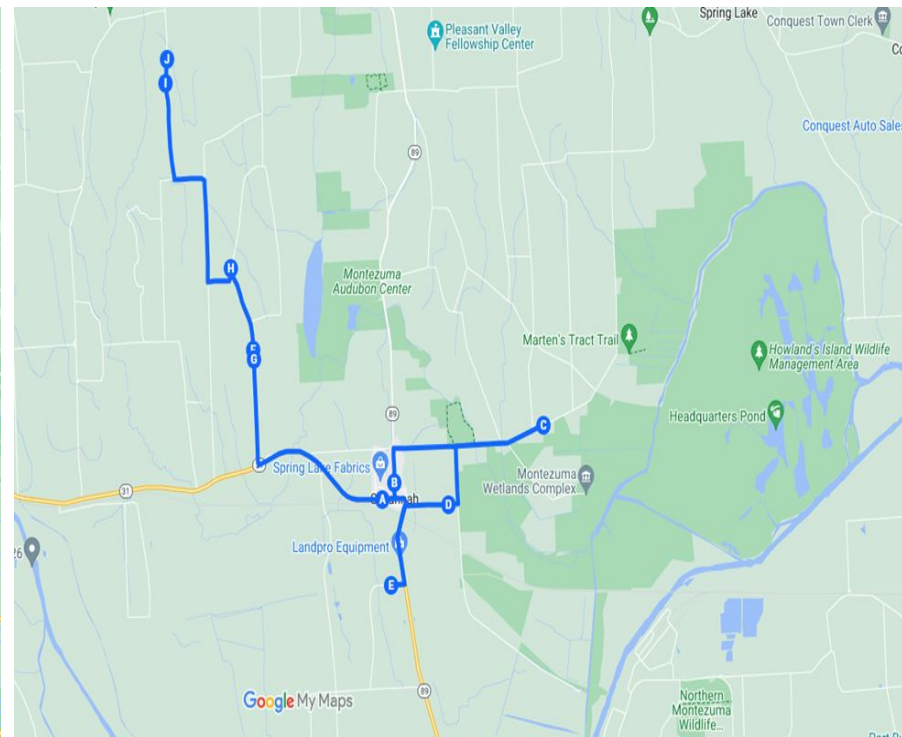 Spring Lake
Conquest Town Clerk
Pleasant Valley
Fellowship Center
Conquest Auto Sales
J
I
89
H
Montezuma
Audubon Center
Marten's Tract Trail
Howland's Island Wildlife
Management Area
G
89
Headquarters Pond
C
Spring Lake Fabrics
Montezuma
Wetlands Complex
31
B
A
D
Landpro Equipment
E
89
Google My Maps
Northern
Montezuma
Wildlife...